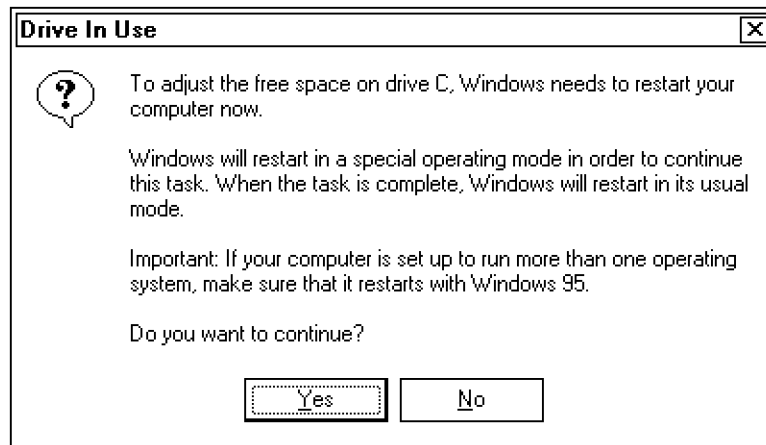 Drive In Use
?
To adjust the free space on drive C, Windows needs to restart your
computer now.
Windows will restart in a special operating mode in order to continue
this task. When the task is complete, Windows will restart in its usual
mode.
Important: If your computer is set up to run more than one operating
system, make sure that it restarts with Windows 95.
Do you want to continue?
Yes
No